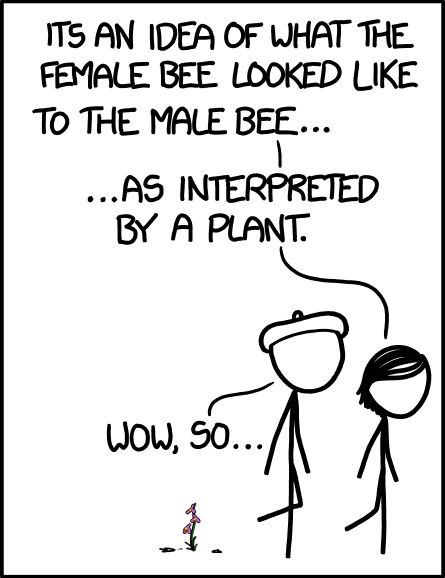 ITS AN IDEA OF WHAT THE
FEMALE BEE LOOKED LIKE
TO THE MALE BEE...
...AS INTERPRETED
BY A PLANT.
WOW, SO...